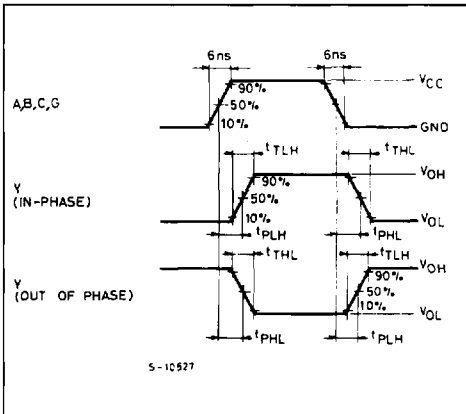 6ns 6ns
90% VCC
A,B,C,G 50%
10% GND
tTLH tTHL
90% VOH
Y 50%
(IN-PHASE) 10% VOL
tPLH tPHL
tTHL tTLH
VOH
Y 90%
(OUT OF PHASE) 50%
10% VOL
tPHL tPLH
S-10527